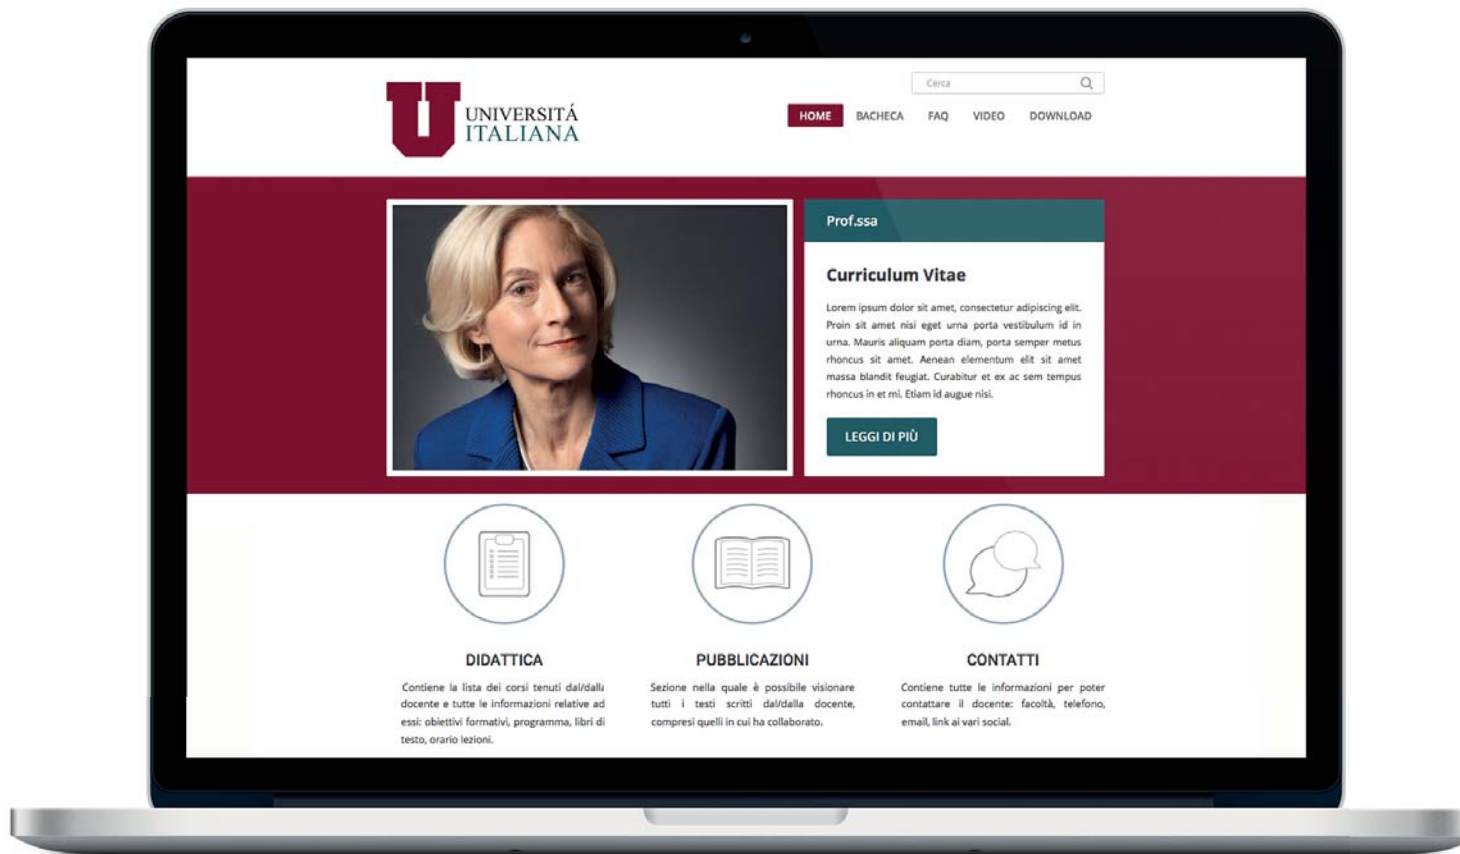 UNIVERSITÁ
ITALIANA
Cerca
HOME BACHECA FAQ VIDEO DOWNLOAD
Prof.ssa
Curriculum Vitae
Lorem ipsum dolor sit amet, consectetur adipiscing elit.
Proin sit amet nisi eget urna porta vestibulum id in
urna. Mauris aliquam porta diam, porta semper metus
rhoncus sit amet. Aenean elementum elit sit amet
massa blandit feugiat. Curabitur et ex ac sem tempus
rhoncus in et mi. Etiam id augue nisi.
LEGGI DI PIÙ
DIDATTICA
Contiene la lista dei corsi tenuti dal/dalla
docente e tutte le informazioni relative ad
essi: obiettivi formativi, programma, libri di
testo, orario lezioni.
PUBBLICAZIONI
Sezione nella quale è possibile visionare
tutti i testi scritti dal/dalla docente,
compresi quelli in cui ha collaborato.
CONTATTI
Contiene tutte le informazioni per poter
contattare il docente: facoltà, telefono,
email, link ai vari social.